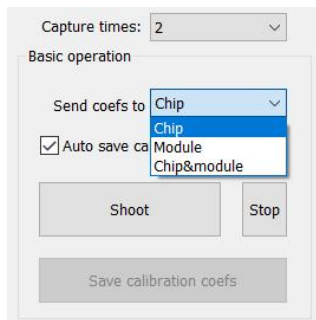 Capture times: 2
Basic operation
Send coefs to Chip
Chip
Auto save ca
Module
Chip&module
Shoot
Stop
Save calibration coefs